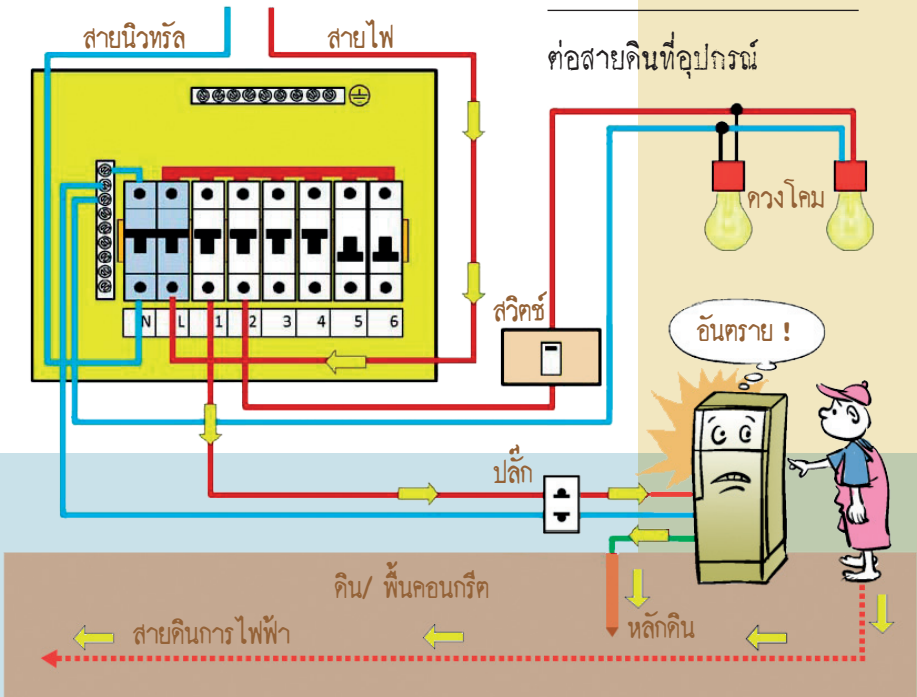 สายนิวทรัล
สายไฟ
ต่อสายดินที่อุปกรณ์
ดวงโคม
N L 1 2 3 4 5 6
สวิตซ์
อันตราย !
ปลั๊ก
ดิน/ พื้นคอนกรีต
สายดินการไฟฟ้า
หลักดิน